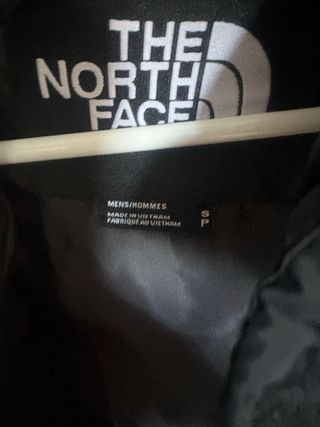 THE
NORTH
FACE
MENS/HOMMES
MADE IN VIETNAM
FABRIQUÉ AU VIETNAM
S
P